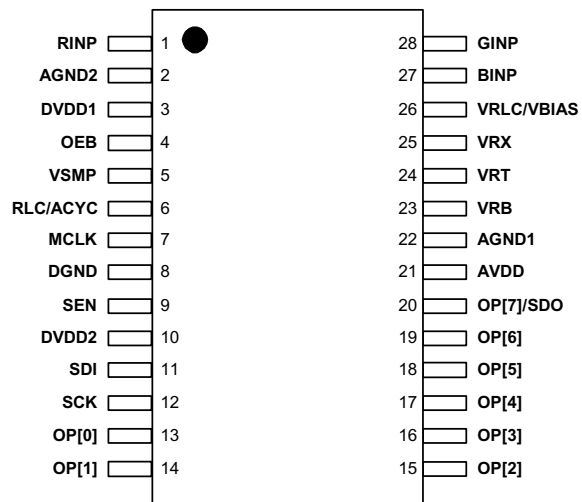 RINP 1 28 GINP
AGND2 2 27 BINP
DVDD1 3 26 VRLC/VBIAS
OEB 4 25 VRX
VSMP 5 24 VRT
RLC/ACYC 6 23 VRB
MCLK 7 22 AGND1
DGND 8 21 AVDD
SEN 9 20 OP[7]/SDO
DVDD2 10 19 OP[6]
SDI 11 18 OP[5]
SCK 12 17 OP[4]
OP[0] 13 16 OP[3]
OP[1] 14 15 OP[2]